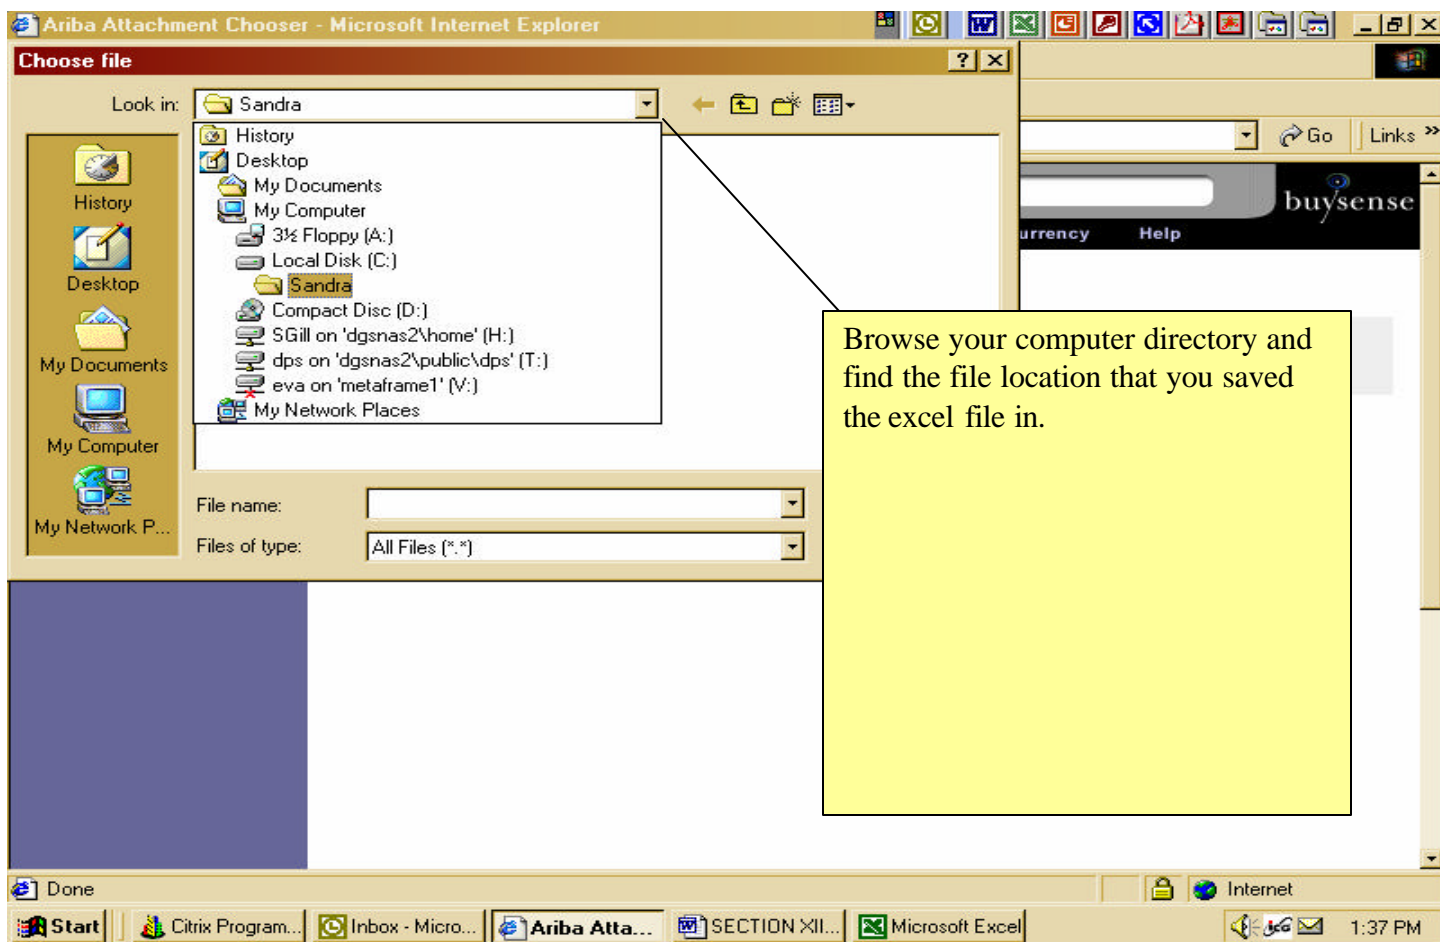 Ariba Attachment Chooser - Microsoft Internet Explorer
Choose file
Look in:
Sandra
History
Desktop
My Documents
My Computer
3½ Floppy (A:)
Local Disk (C:)
Sandra
Compact Disc (D:)
SGill on 'dgsnas2\home' (H:)
dps on 'dgsnas2\public\dps' (T:)
eva on 'metaframe1' (V:)
My Network Places
History
Desktop
My Documents
My Computer
My Network P...
File name:
Files of type:
All Files (*.*)
Go
Links »
buysense
urrency
Help
Browse your computer directory and
find the file location that you saved
the excel file in.
Done
Internet
Start
Citrix Program...
Inbox - Micro...
Ariba Atta...
SECTION XII...
Microsoft Excel
1:37 PM